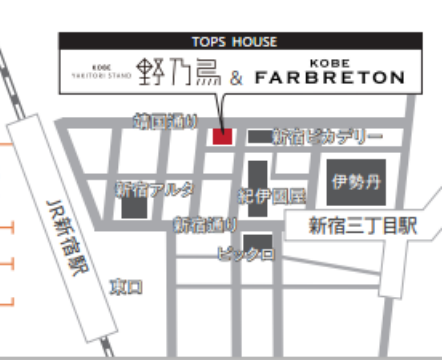 TOPS HOUSE
KOBE
YAKITORI STAND
野乃鳥 & KOBE
FARBRETON
靖国通り
新宿ピカデリー
新宿アルタ
紀伊國屋
伊勢丹
新宿通り
新宿三丁目駅
ビックロ
JR新宿駅
東口